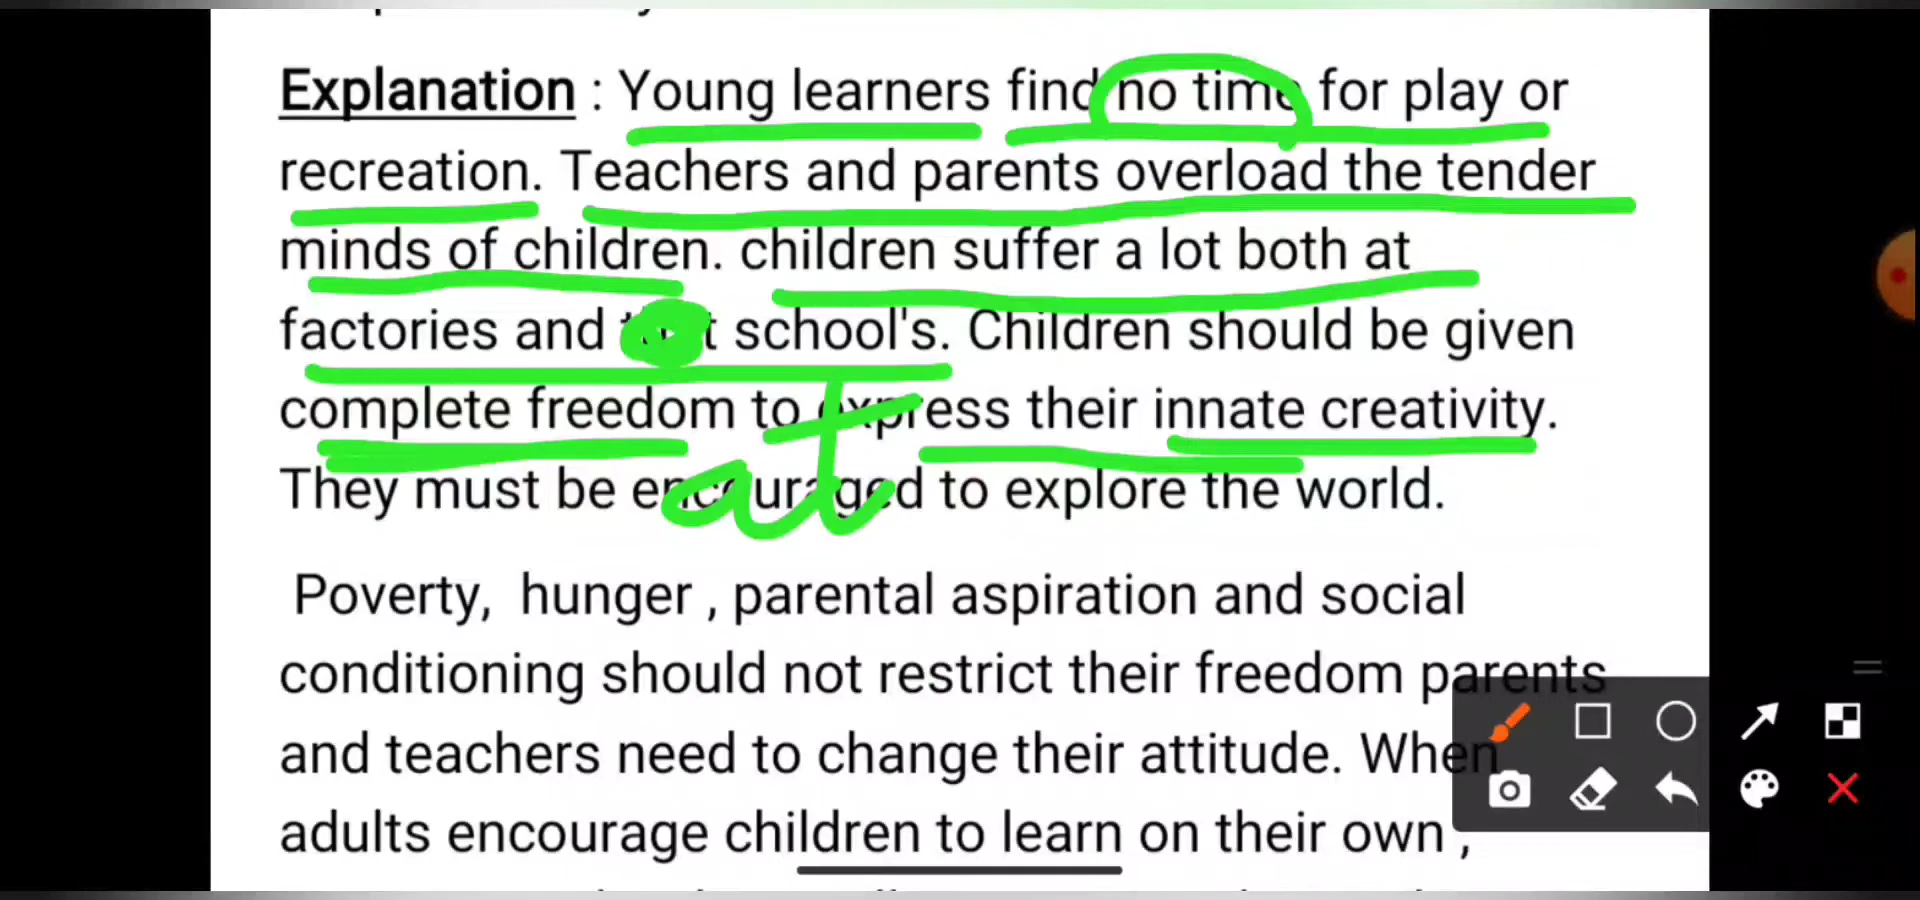 Explanation : Young learners find no time for play or
recreation. Teachers and parents overload the tender
minds of children. children suffer a lot both at
factories and school's. Children should be given
complete freedom to express their innate creativity.
at
They must be encouraged to explore the world.
Poverty, hunger , parental aspiration and social
conditioning should not restrict their freedom parents
and teachers need to change their attitude. When
adults encourage children to learn on their own ,